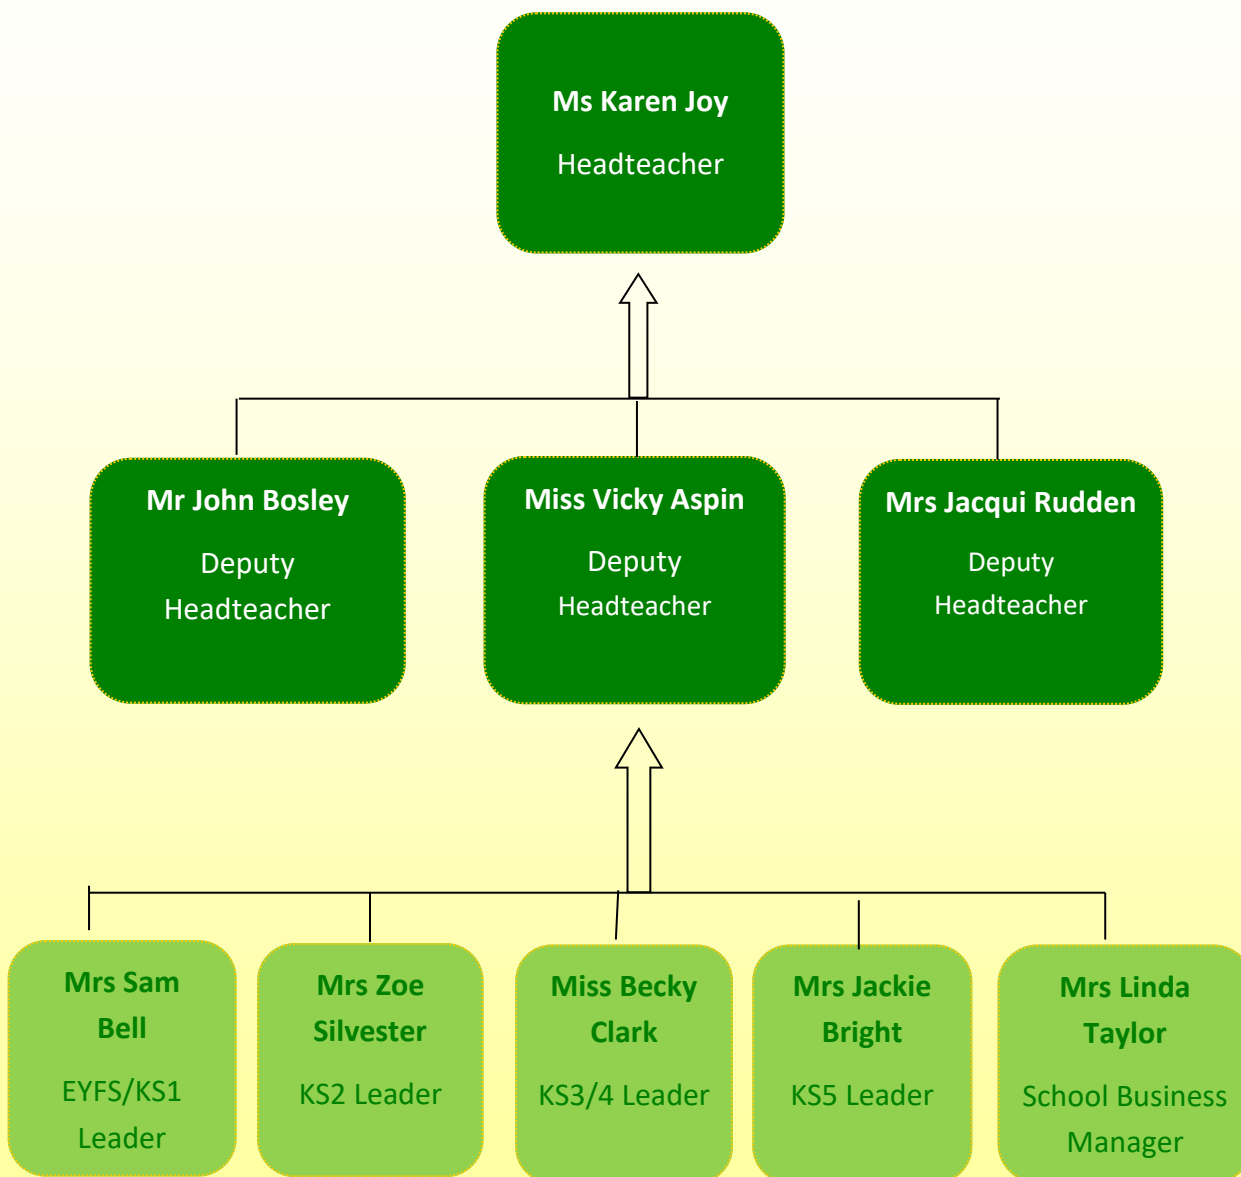 Ms Karen Joy
Headteacher
Mr John Bosley
Deputy
Headteacher
Miss Vicky Aspin
Deputy
Headteacher
Mrs Jacqui Rudden
Deputy
Headteacher
Mrs Sam
Bell
EYFS/KS1
Leader
Mrs Zoe
Silvester
KS2 Leader
Miss Becky
Clark
KS3/4 Leader
Mrs Jackie
Bright
KS5 Leader
Mrs Linda
Taylor
School Business
Manager